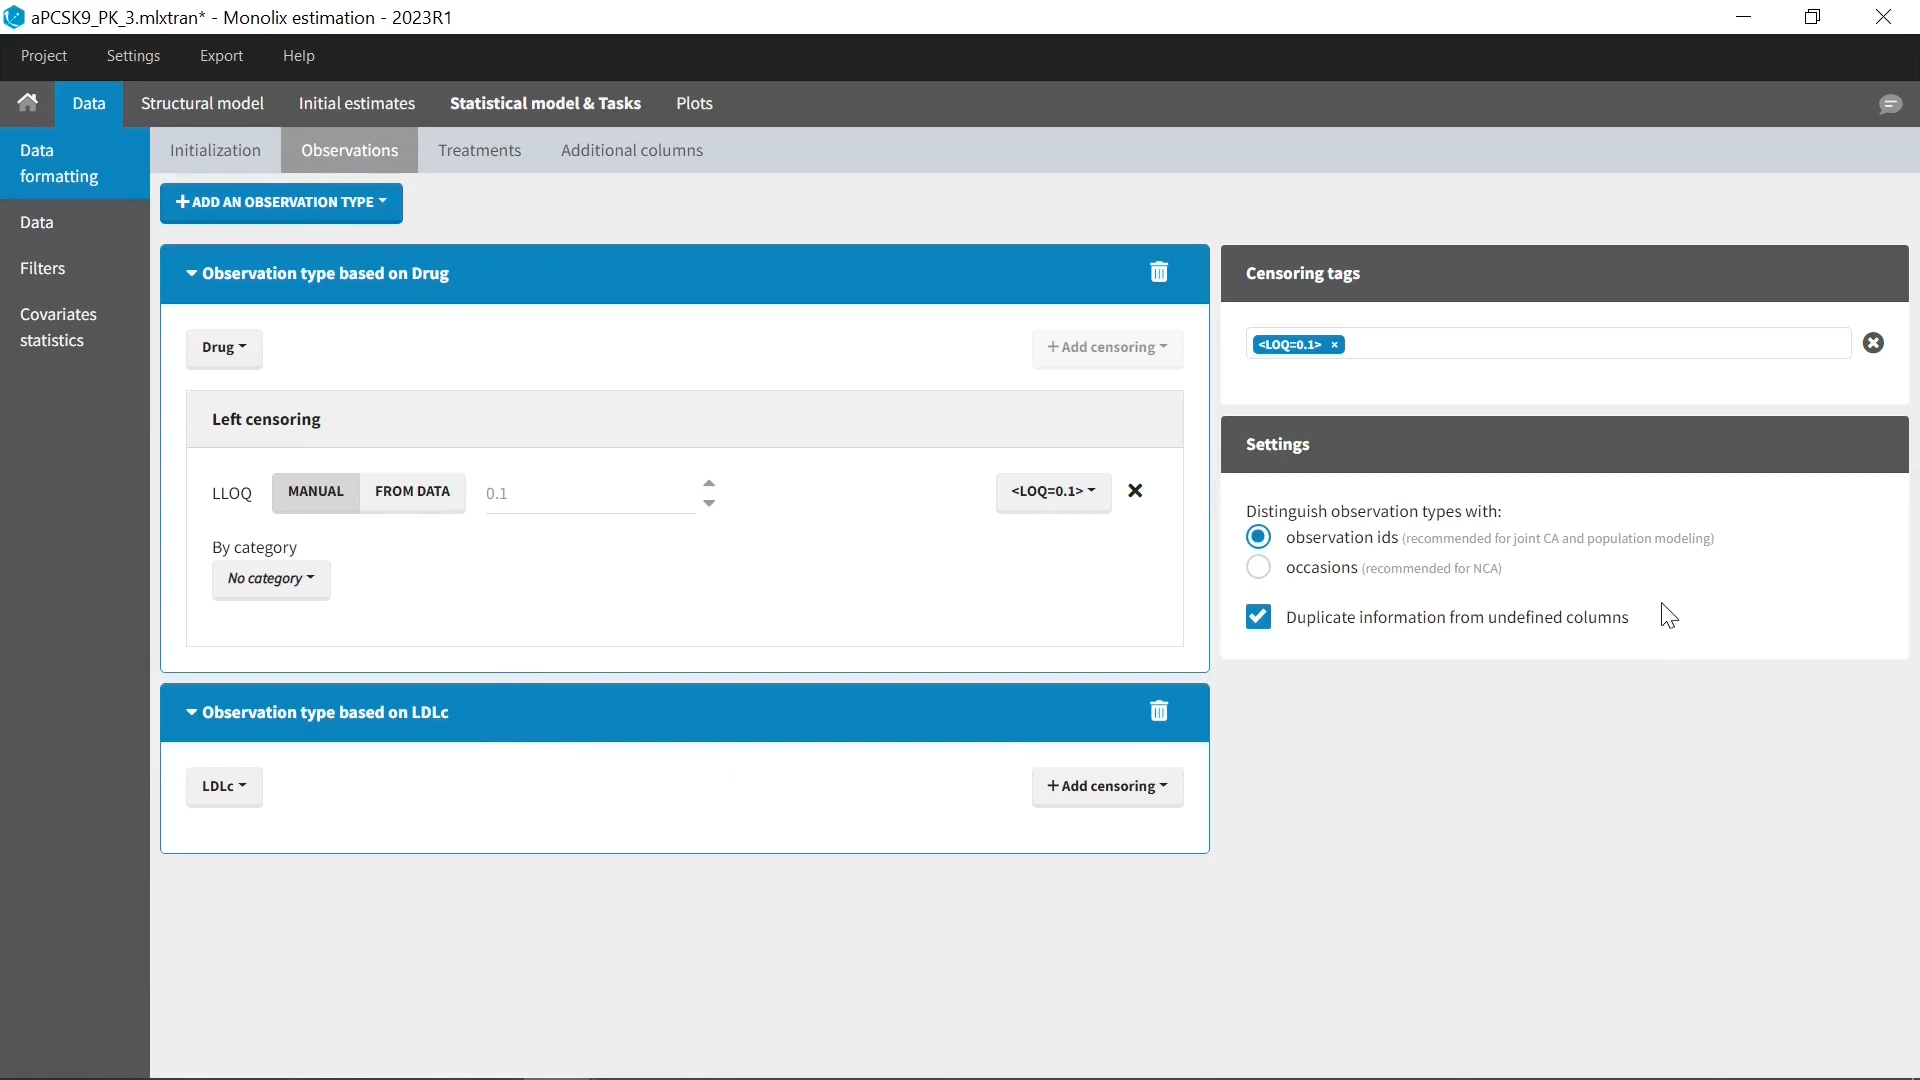 aPCSK9_PK_3.mlxtran* - Monolix estimation - 2023R1
Project Settings Export Help
Data Structural model Initial estimates Statistical model & Tasks Plots
Data formatting
Data
Filters
Covariates statistics
Initialization Observations Treatments Additional columns
+ ADD AN OBSERVATION TYPE
Observation type based on Drug
Drug
+ Add censoring
Left censoring
LLOQ MANUAL FROM DATA 0.1 <LOQ=0.1>
By category
No category
Observation type based on LDLc
LDLc
+ Add censoring
Censoring tags
<LOQ=0.1> ×
Settings
Distinguish observation types with:
observation ids (recommended for joint CA and population modeling)
occasions (recommended for NCA)
Duplicate information from undefined columns